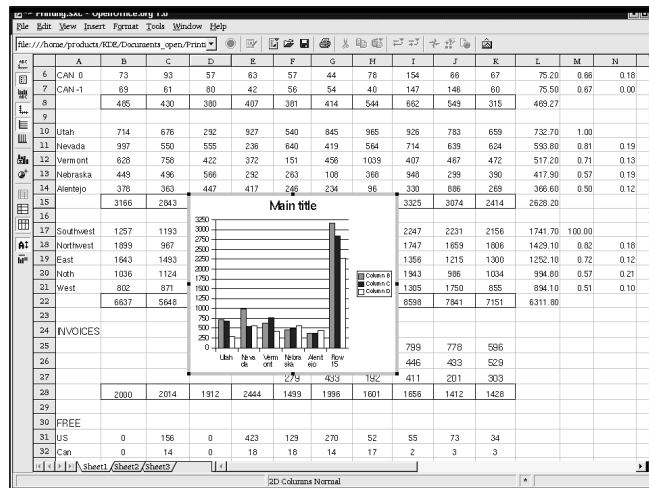 Printing.sxc - OpenOffice.org 1.0
File Edit View Insert Format Tools Window Help
file:///home/products/KDE/Documents_open/Printi
A B C D E F G H I J K L M N
6 CAN 0 73 93 57 63 57 44 78 154 66 67 75.20 0.66 0.18
7 CAN -1 69 61 80 42 56 54 40 147 146 60 75.50 0.67 0.00
8 485 430 380 407 381 414 544 662 549 315 469.27
9
10 Utah 714 676 292 927 540 845 965 926 783 659 732.70 1.00
11 Nevada 997 550 555 236 640 419 564 714 639 624 593.80 0.81 0.19
12 Vermont 628 758 422 372 151 456 1039 407 467 472 517.20 0.71 0.13
13 Nebraska 449 496 566 292 263 108 368 948 299 390 417.90 0.57 0.19
14 Alentejo 378 363 447 417 246 234 96 330 886 269 366.60 0.50 0.12
15 3166 2843 3325 3074 2414 2628.20
16
17 Southwest 1257 1193 2247 2231 2156 1741.70 100.00
18 Northwest 1899 967 1747 1659 1806 1429.10 0.82 0.18
19 East 1643 1493 1356 1215 1300 1252.10 0.72 0.12
20 Noth 1036 1124 1943 986 1034 994.80 0.57 0.21
21 West 802 871 1305 1750 855 894.10 0.51 0.10
22 6637 5648 8598 7841 7151 6311.80
23
24 INVOICES
25 799 778 596
26 446 433 529
27 279 433 192 411 201 303
28 2000 2014 1912 2444 1499 1996 1601 1656 1412 1428
29
30 FREE
31 US 0 156 0 423 129 270 52 55 73 34
32 Can 0 14 0 18 18 14 17 2 3 3
Main title
3250
3000
2750
2500
2250
2000
1750
1500
1250
1000
750
500
250
0
Utah Neva Verm Nebra Alent Row
da ont ska ejo 15
Column B
Column C
Column D
Sheet1 Sheet2 Sheet3
2D Columns Normal *